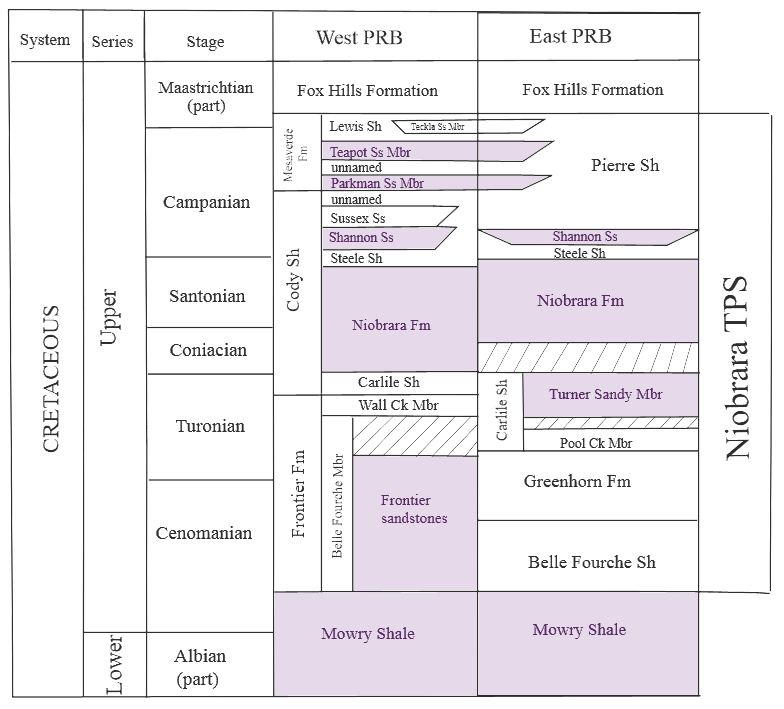 System
Series
Stage
West PRB
East PRB
Maastrichtian
(part)
Fox Hills Formation
Fox Hills Formation
Mesaverde
Fm
Lewis Sh
Teckla Ss Mbr
Teapot Ss Mbr
unnamed
Parkman Ss Mbr
Pierre Sh
Campanian
unnamed
Sussex Ss
Shannon Ss
Steele Sh
Shannon Ss
Steele Sh
Cody Sh
Santonian
Niobrara Fm
Niobrara Fm
Coniacian
Carlile Sh
Wall Ck Mbr
Carlile Sh
Turner Sandy Mbr
Pool Ck Mbr
Turonian
Frontier Fm
Belle Fourche Mbr
Frontier
sandstones
Greenhorn Fm
Cenomanian
Belle Fourche Sh
Mowry Shale
Mowry Shale
Albian
(part)
CRETACEOUS
Upper
Lower
Niobrara TPS